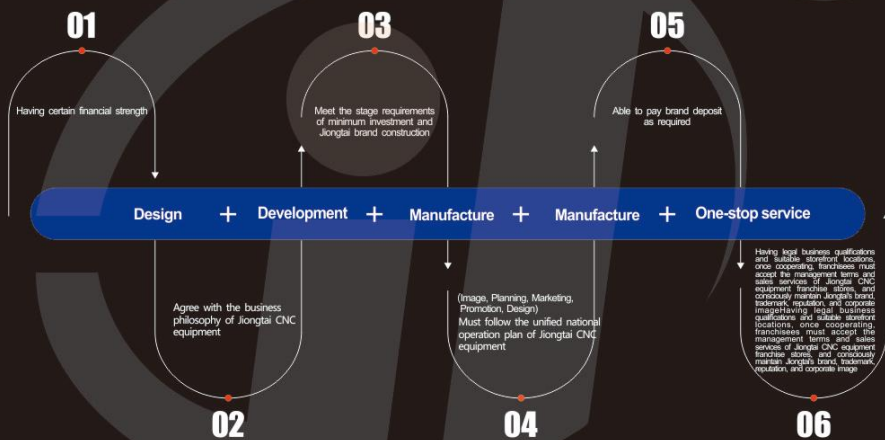 01
Having certain financial strength
03
Meet the stage requirements
of minimum investment and
Jiongtai brand construction
05
Able to pay brand deposit
as required
Design + Development + Manufacture + Manufacture + One-stop service
Agree with the business
philosophy of Jiongtai CNC
equipment
02
(Image, Planning, Marketing,
Promotion, Design)
Must follow the unified national
operation plan of Jiongtai CNC
equipment
04
Having legal business qualifications
and suitable storefront locations,
once cooperating, franchisees must
accept the management terms and
sales services of Jiongtai CNC
equipment franchise stores, and
consciously maintain Jiongtai's brand,
trademark, reputation, and corporate
imageHaving legal business
qualifications and suitable storefront
locations, once cooperating,
franchisees must accept the
management terms and sales
services of Jiongtai CNC equipment
franchise stores, and consciously
maintain Jiongtai's brand, trademark,
reputation, and corporate image
06